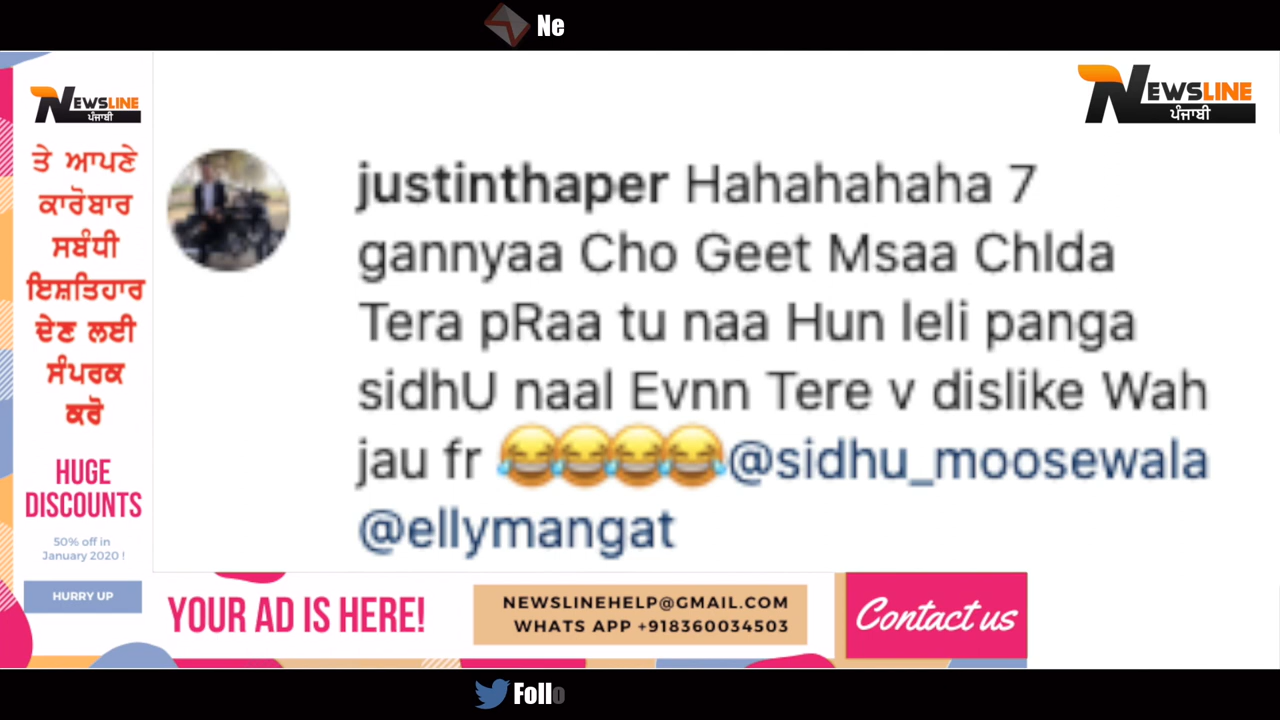 Ne
NEWSLINE
ਪੰਜਾਬੀ
NEWSLINE
ਪੰਜਾਬੀ
ਤੇ ਆਪਣੇ
ਕਾਰੋਬਾਰ
ਸਬੰਧੀ
ਇਸ਼ਤਿਹਾਰ
ਦੇਣ ਲਈ
ਸੰਪਰਕ
ਕਰੋ
HUGE
DISCOUNTS
50% off in
January 2020 !
HURRY UP
justinthaper Hahahahaha 7
gannyaa Cho Geet Msaa Chlda
Tera pRaa tu naa Hun leli panga
sidhU naal Evnn Tere v dislike Wah
jau fr 😂😂😂😂@sidhu_moosewala
@ellymangat
YOUR AD IS HERE!
NEWSLINEHELP@GMAIL.COM
WHATS APP +918360034503
Contact us
Follo